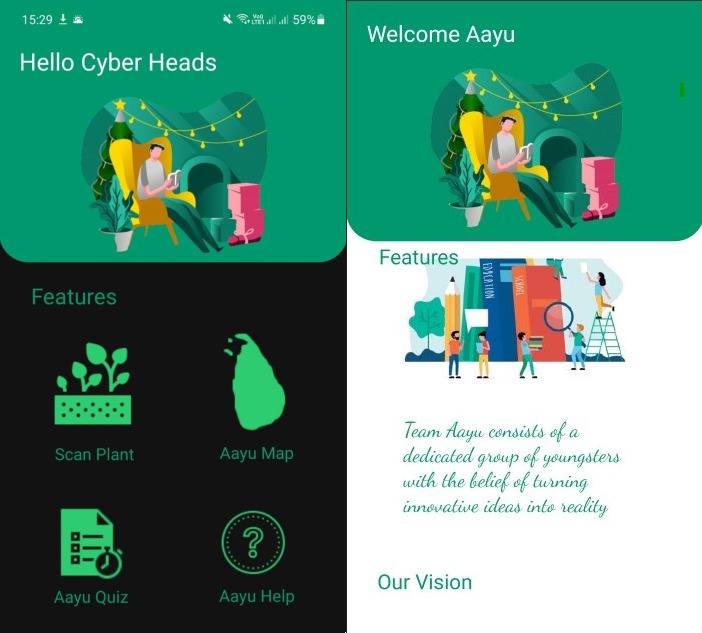 15:29
Vo))
LTE1
59%
Hello Cyber Heads
Features
Scan Plant
Aayu Map
Aayu Quiz
Aayu Help
Welcome Aayu
Features
EDUCATION
SCHOOL
Team Aayu consists of a
dedicated group of youngsters
with the belief of turning
innovative ideas into reality
Our Vision